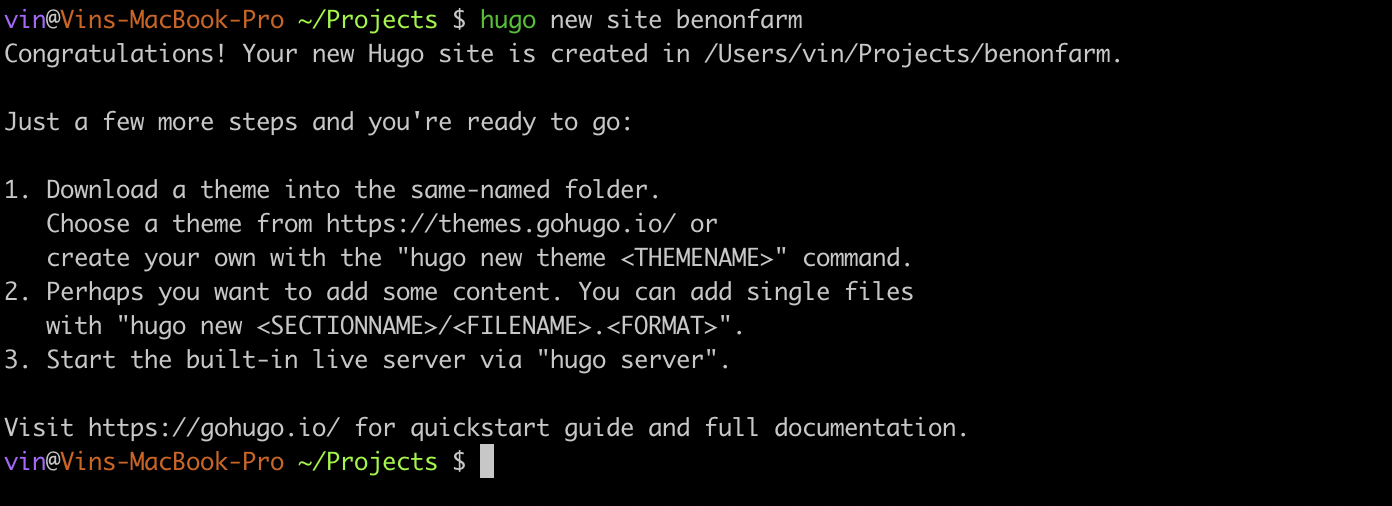 vin@Vins-MacBook-Pro ~/Projects $ hugo new site benonfarm
Congratulations! Your new Hugo site is created in /Users/vin/Projects/benonfarm.
Just a few more steps and you're ready to go:
1. Download a theme into the same-named folder.
   Choose a theme from https://themes.gohugo.io/ or
   create your own with the "hugo new theme <THEMENAME>" command.
2. Perhaps you want to add some content. You can add single files
   with "hugo new <SECTIONNAME>/<FILENAME>.<FORMAT>".
3. Start the built-in live server via "hugo server".
Visit https://gohugo.io/ for quickstart guide and full documentation.
vin@Vins-MacBook-Pro ~/Projects $